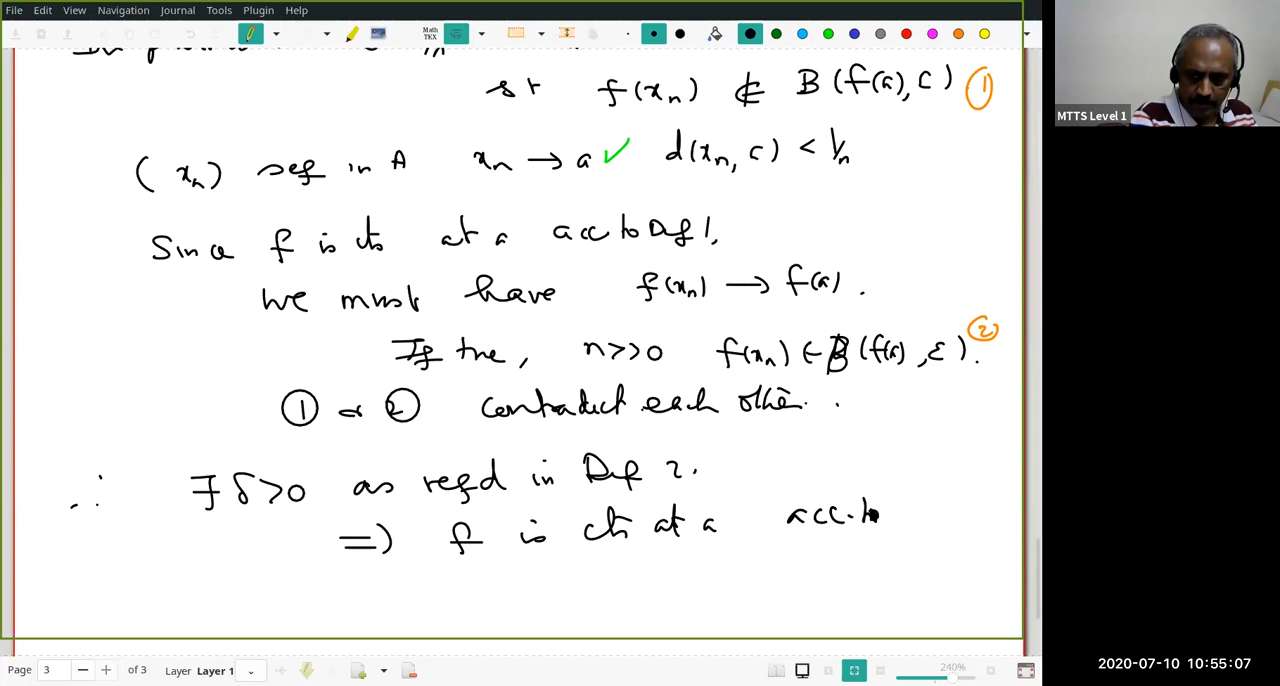 File Edit View Navigation Journal Tools Plugin Help
st f(xn) ∉ B(f(a), ε) ①
(xn) seq in A xn → a ✓ d(xn, c) < 1/n
Since f is cts at a acc to Def 1,
we must have f(xn) → f(a).
If true, n>>0 f(xn) ∈ B(f(a), ε). ②
① & ② contradict each other.
∴ ∃ δ>0 as reqd in Def 2.
=) f is cts at a acc. to
MTTS Level 1
Page 3 of 3 Layer Layer 1 240%
2020-07-10 10:55:07